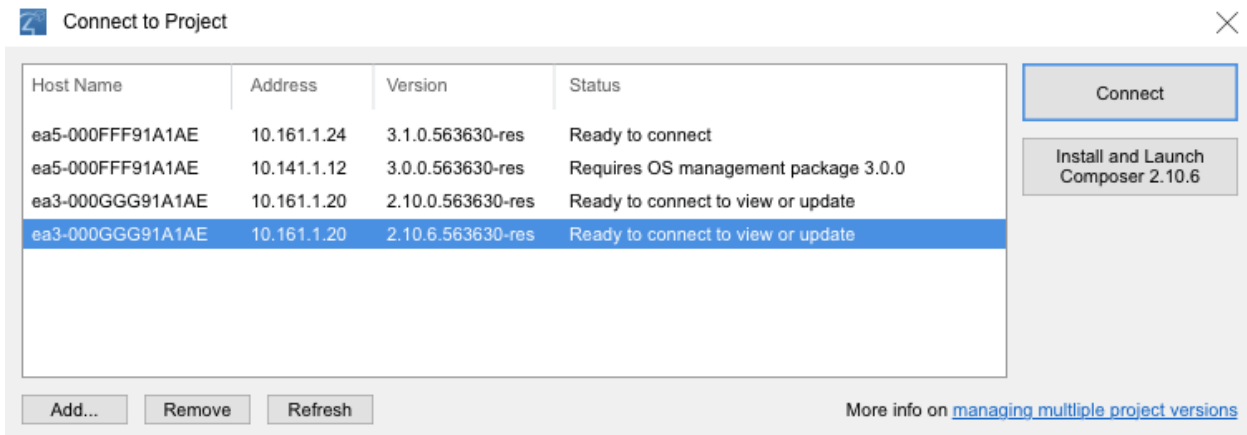 Connect to Project
Host Name Address Version Status
ea5-000FFF91A1AE 10.161.1.24 3.1.0.563630-res Ready to connect
ea5-000FFF91A1AE 10.141.1.12 3.0.0.563630-res Requires OS management package 3.0.0
ea3-000GGG91A1AE 10.161.1.20 2.10.0.563630-res Ready to connect to view or update
ea3-000GGG91A1AE 10.161.1.20 2.10.6.563630-res Ready to connect to view or update
Connect
Install and Launch
Composer 2.10.6
Add... Remove Refresh More info on managing multliple project versions